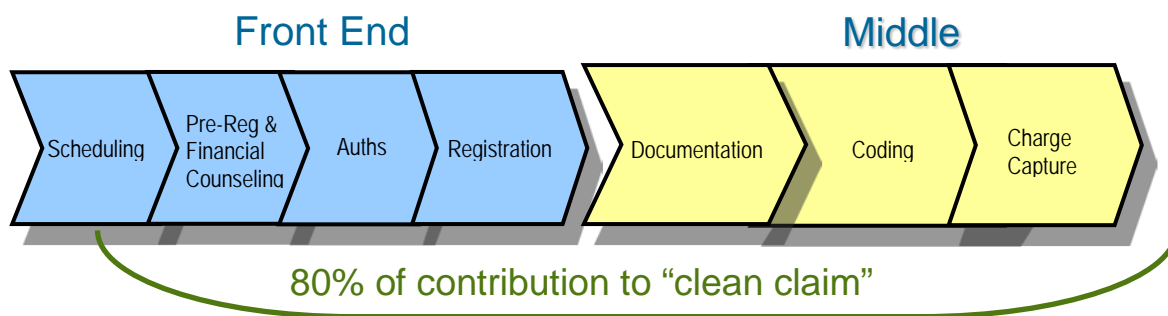 Front End
Middle
Scheduling
Pre-Reg &
Financial
Counseling
Auths
Registration
Documentation
Coding
Charge
Capture
80% of contribution to “clean claim”